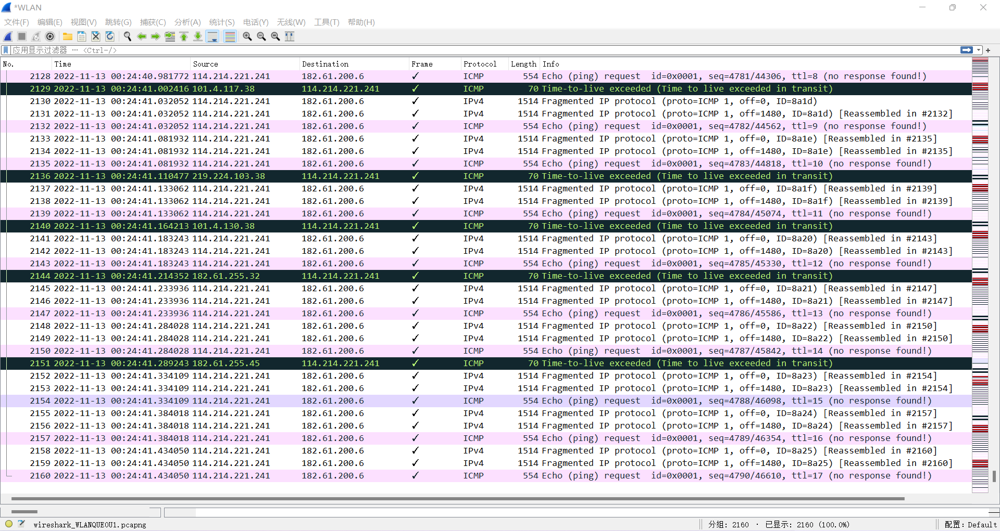 *WLAN
文件(F) 编辑(E) 视图(V) 跳转(G) 捕获(C) 分析(A) 统计(S) 电话(Y) 无线(W) 工具(T) 帮助(H)
应用显示过滤器 … <Ctrl-/>
No. Time Source Destination Frame Protocol Length Info
2128 2022-11-13 00:24:40.981772 114.214.221.241 182.61.200.6 ✓ ICMP 554 Echo (ping) request id=0x0001, seq=4781/44306, ttl=8 (no response found!)
2129 2022-11-13 00:24:41.002416 101.4.117.38 114.214.221.241 ✓ ICMP 70 Time-to-live exceeded (Time to live exceeded in transit)
2130 2022-11-13 00:24:41.032052 114.214.221.241 182.61.200.6 ✓ IPv4 1514 Fragmented IP protocol (proto=ICMP 1, off=0, ID=8a1d)
2131 2022-11-13 00:24:41.032052 114.214.221.241 182.61.200.6 ✓ IPv4 1514 Fragmented IP protocol (proto=ICMP 1, off=1480, ID=8a1d) [Reassembled in #2132]
2132 2022-11-13 00:24:41.032052 114.214.221.241 182.61.200.6 ✓ ICMP 554 Echo (ping) request id=0x0001, seq=4782/44562, ttl=9 (no response found!)
2133 2022-11-13 00:24:41.081932 114.214.221.241 182.61.200.6 ✓ IPv4 1514 Fragmented IP protocol (proto=ICMP 1, off=0, ID=8a1e) [Reassembled in #2135]
2134 2022-11-13 00:24:41.081932 114.214.221.241 182.61.200.6 ✓ IPv4 1514 Fragmented IP protocol (proto=ICMP 1, off=1480, ID=8a1e) [Reassembled in #2135]
2135 2022-11-13 00:24:41.081932 114.214.221.241 182.61.200.6 ✓ ICMP 554 Echo (ping) request id=0x0001, seq=4783/44818, ttl=10 (no response found!)
2136 2022-11-13 00:24:41.110477 219.224.103.38 114.214.221.241 ✓ ICMP 70 Time-to-live exceeded (Time to live exceeded in transit)
2137 2022-11-13 00:24:41.133062 114.214.221.241 182.61.200.6 ✓ IPv4 1514 Fragmented IP protocol (proto=ICMP 1, off=0, ID=8a1f) [Reassembled in #2139]
2138 2022-11-13 00:24:41.133062 114.214.221.241 182.61.200.6 ✓ IPv4 1514 Fragmented IP protocol (proto=ICMP 1, off=1480, ID=8a1f) [Reassembled in #2139]
2139 2022-11-13 00:24:41.133062 114.214.221.241 182.61.200.6 ✓ ICMP 554 Echo (ping) request id=0x0001, seq=4784/45074, ttl=11 (no response found!)
2140 2022-11-13 00:24:41.164213 101.4.130.38 114.214.221.241 ✓ ICMP 70 Time-to-live exceeded (Time to live exceeded in transit)
2141 2022-11-13 00:24:41.183243 114.214.221.241 182.61.200.6 ✓ IPv4 1514 Fragmented IP protocol (proto=ICMP 1, off=0, ID=8a20) [Reassembled in #2143]
2142 2022-11-13 00:24:41.183243 114.214.221.241 182.61.200.6 ✓ IPv4 1514 Fragmented IP protocol (proto=ICMP 1, off=1480, ID=8a20) [Reassembled in #2143]
2143 2022-11-13 00:24:41.183243 114.214.221.241 182.61.200.6 ✓ ICMP 554 Echo (ping) request id=0x0001, seq=4785/45330, ttl=12 (no response found!)
2144 2022-11-13 00:24:41.214352 182.61.255.32 114.214.221.241 ✓ ICMP 70 Time-to-live exceeded (Time to live exceeded in transit)
2145 2022-11-13 00:24:41.233936 114.214.221.241 182.61.200.6 ✓ IPv4 1514 Fragmented IP protocol (proto=ICMP 1, off=0, ID=8a21) [Reassembled in #2147]
2146 2022-11-13 00:24:41.233936 114.214.221.241 182.61.200.6 ✓ IPv4 1514 Fragmented IP protocol (proto=ICMP 1, off=1480, ID=8a21) [Reassembled in #2147]
2147 2022-11-13 00:24:41.233936 114.214.221.241 182.61.200.6 ✓ ICMP 554 Echo (ping) request id=0x0001, seq=4786/45586, ttl=13 (no response found!)
2148 2022-11-13 00:24:41.284028 114.214.221.241 182.61.200.6 ✓ IPv4 1514 Fragmented IP protocol (proto=ICMP 1, off=0, ID=8a22) [Reassembled in #2150]
2149 2022-11-13 00:24:41.284028 114.214.221.241 182.61.200.6 ✓ IPv4 1514 Fragmented IP protocol (proto=ICMP 1, off=1480, ID=8a22) [Reassembled in #2150]
2150 2022-11-13 00:24:41.284028 114.214.221.241 182.61.200.6 ✓ ICMP 554 Echo (ping) request id=0x0001, seq=4787/45842, ttl=14 (no response found!)
2151 2022-11-13 00:24:41.289243 182.61.255.45 114.214.221.241 ✓ ICMP 70 Time-to-live exceeded (Time to live exceeded in transit)
2152 2022-11-13 00:24:41.334109 114.214.221.241 182.61.200.6 ✓ IPv4 1514 Fragmented IP protocol (proto=ICMP 1, off=0, ID=8a23) [Reassembled in #2154]
2153 2022-11-13 00:24:41.334109 114.214.221.241 182.61.200.6 ✓ IPv4 1514 Fragmented IP protocol (proto=ICMP 1, off=1480, ID=8a23) [Reassembled in #2154]
2154 2022-11-13 00:24:41.334109 114.214.221.241 182.61.200.6 ✓ ICMP 554 Echo (ping) request id=0x0001, seq=4788/46098, ttl=15 (no response found!)
2155 2022-11-13 00:24:41.384018 114.214.221.241 182.61.200.6 ✓ IPv4 1514 Fragmented IP protocol (proto=ICMP 1, off=0, ID=8a24) [Reassembled in #2157]
2156 2022-11-13 00:24:41.384018 114.214.221.241 182.61.200.6 ✓ IPv4 1514 Fragmented IP protocol (proto=ICMP 1, off=1480, ID=8a24) [Reassembled in #2157]
2157 2022-11-13 00:24:41.384018 114.214.221.241 182.61.200.6 ✓ ICMP 554 Echo (ping) request id=0x0001, seq=4789/46354, ttl=16 (no response found!)
2158 2022-11-13 00:24:41.434050 114.214.221.241 182.61.200.6 ✓ IPv4 1514 Fragmented IP protocol (proto=ICMP 1, off=0, ID=8a25) [Reassembled in #2160]
2159 2022-11-13 00:24:41.434050 114.214.221.241 182.61.200.6 ✓ IPv4 1514 Fragmented IP protocol (proto=ICMP 1, off=1480, ID=8a25) [Reassembled in #2160]
2160 2022-11-13 00:24:41.434050 114.214.221.241 182.61.200.6 ✓ ICMP 554 Echo (ping) request id=0x0001, seq=4790/46610, ttl=17 (no response found!)
wireshark_WLANQUEOU1.pcapng 分组: 2160 · 已显示: 2160 (100.0%) 配置: Default